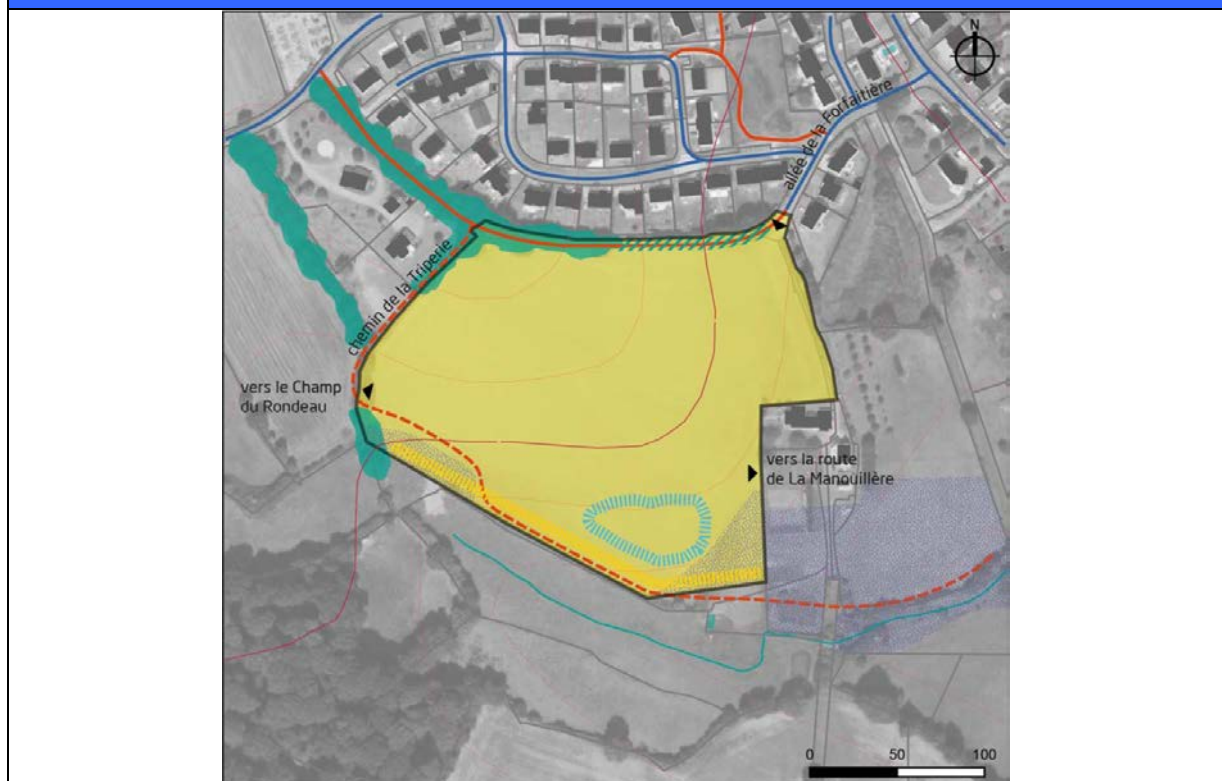 N
allée de la Forfaitière
chemin de la Triperie
vers le Champ
du Rondeau
vers la route
de La Manouillère
0 50 100